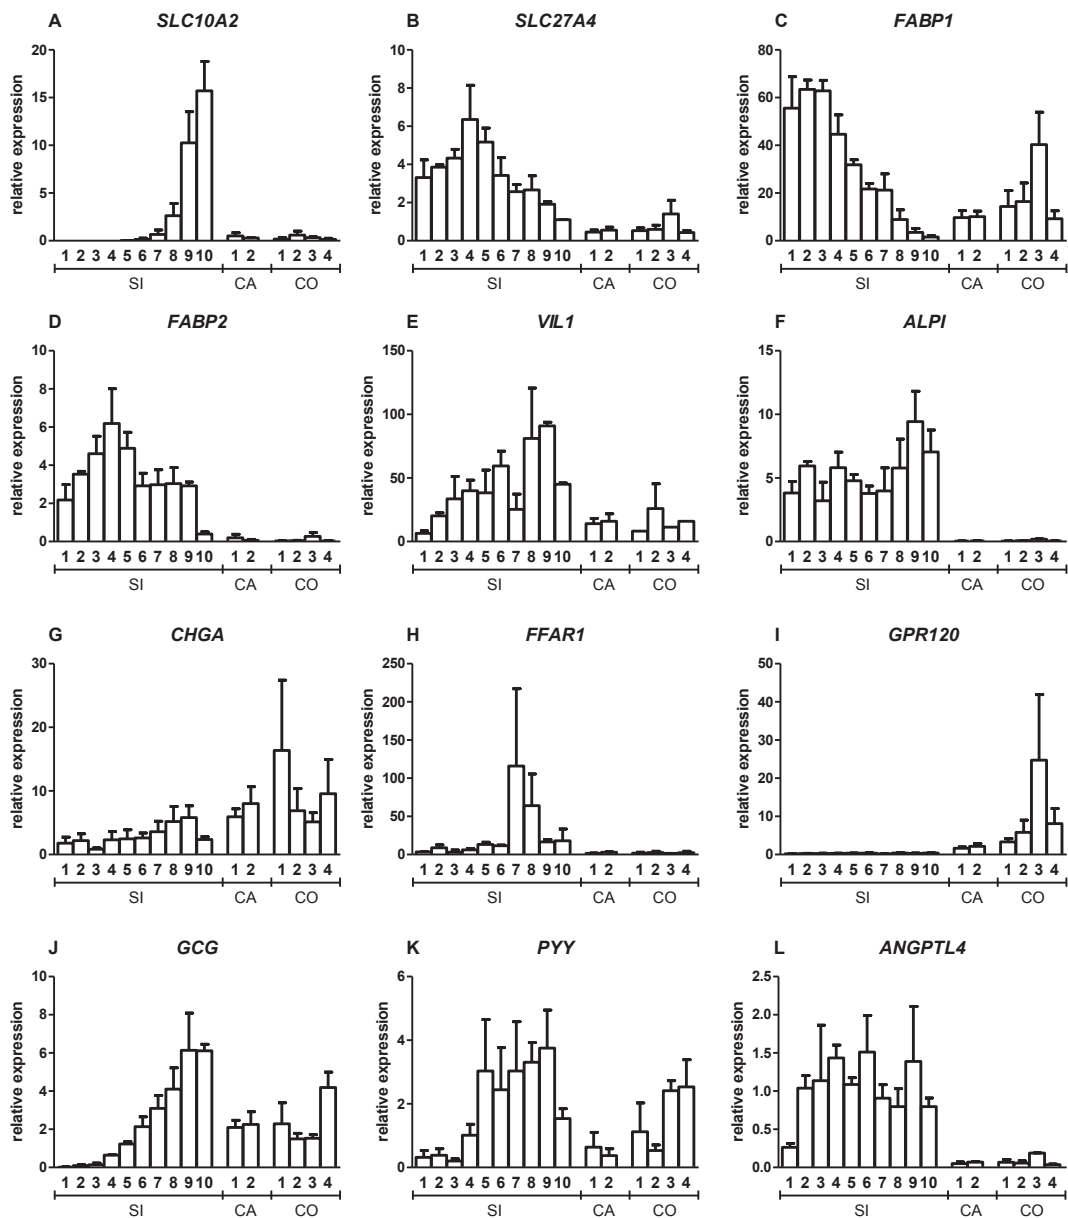 A SLC10A2
B SLC27A4
C FABP1
relative expression
20
15
10
5
0
1 2 3 4 5 6 7 8 9 10 1 2 1 2 3 4
SI CA CO
relative expression
10
8
6
4
2
0
1 2 3 4 5 6 7 8 9 10 1 2 1 2 3 4
SI CA CO
relative expression
80
60
40
20
0
1 2 3 4 5 6 7 8 9 10 1 2 1 2 3 4
SI CA CO
D FABP2
E VIL1
F ALPI
relative expression
10
8
6
4
2
0
1 2 3 4 5 6 7 8 9 10 1 2 1 2 3 4
SI CA CO
relative expression
150
100
50
0
1 2 3 4 5 6 7 8 9 10 1 2 1 2 3 4
SI CA CO
relative expression
15
10
5
0
1 2 3 4 5 6 7 8 9 10 1 2 1 2 3 4
SI CA CO
G CHGA
H FFAR1
I GPR120
relative expression
30
20
10
0
1 2 3 4 5 6 7 8 9 10 1 2 1 2 3 4
SI CA CO
relative expression
250
200
150
100
50
0
1 2 3 4 5 6 7 8 9 10 1 2 1 2 3 4
SI CA CO
relative expression
50
40
30
20
10
0
1 2 3 4 5 6 7 8 9 10 1 2 1 2 3 4
SI CA CO
J GCG
K PYY
L ANGPTL4
relative expression
10
8
6
4
2
0
1 2 3 4 5 6 7 8 9 10 1 2 1 2 3 4
SI CA CO
relative expression
6
4
2
0
1 2 3 4 5 6 7 8 9 10 1 2 1 2 3 4
SI CA CO
relative expression
2.5
2.0
1.5
1.0
0.5
0.0
1 2 3 4 5 6 7 8 9 10 1 2 1 2 3 4
SI CA CO